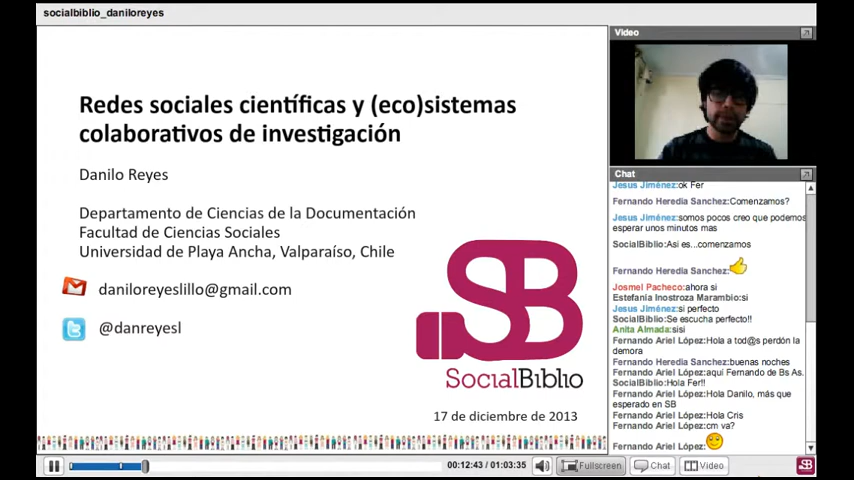 socialbiblio_daniloreyes
Redes sociales científicas y (eco)sistemas
colaborativos de investigación
Danilo Reyes
Departamento de Ciencias de la Documentación
Facultad de Ciencias Sociales
Universidad de Playa Ancha, Valparaíso, Chile
daniloreyeslillo@gmail.com
@danreyesl
SB
SocialBiblio
17 de diciembre de 2013
Video
Chat
Jesus Jiménez:ok Fer
Fernando Heredia Sanchez:Comenzamos?
Jesus Jiménez:somos pocos creo que podemos
esperar unos minutos mas
SocialBiblio:Asi es...comenzamos
Fernando Heredia Sanchez:
Josmel Pacheco:ahora si
Estefania Inostroza Marambio:si
Jesus Jiménez:si perfecto
SocialBiblio:Se escucha perfecto!!
Anita Almada:sisi
Fernando Ariel López:Hola a tod@s perdón la
demora
Fernando Heredia Sanchez:buenas noches
Fernando Ariel López:aquí Fernando de Bs As.
SocialBiblio:Hola Fer!!
Fernando Ariel López:Hola Danilo, más que
esperado en SB
Fernando Ariel López:Hola Cris
Fernando Ariel López:cm va?
Fernando Ariel López:
00:12:43 / 01:03:35
Fullscreen
Chat
Video
SB